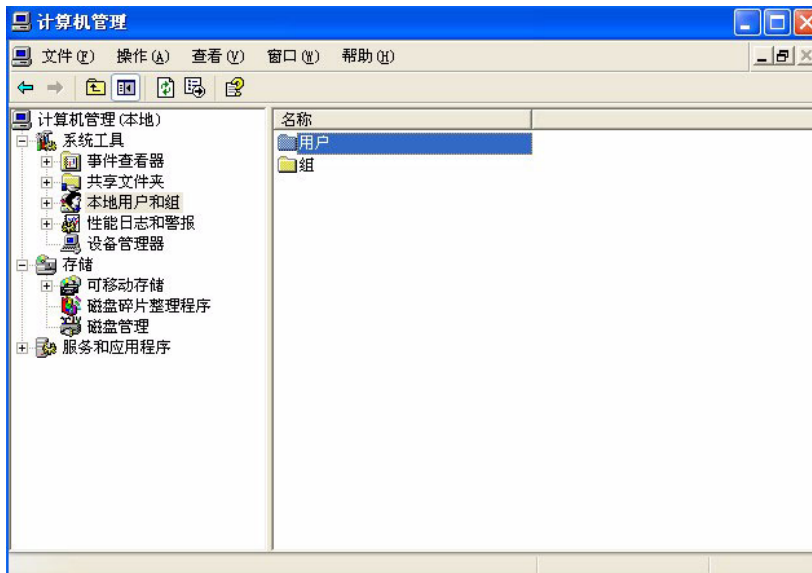 计算机管理
文件(F) 操作(A) 查看(V) 窗口(W) 帮助(H)
计算机管理(本地)
系统工具
事件查看器
共享文件夹
本地用户和组
性能日志和警报
设备管理器
存储
可移动存储
磁盘碎片整理程序
磁盘管理
服务和应用程序
名称
用户
组